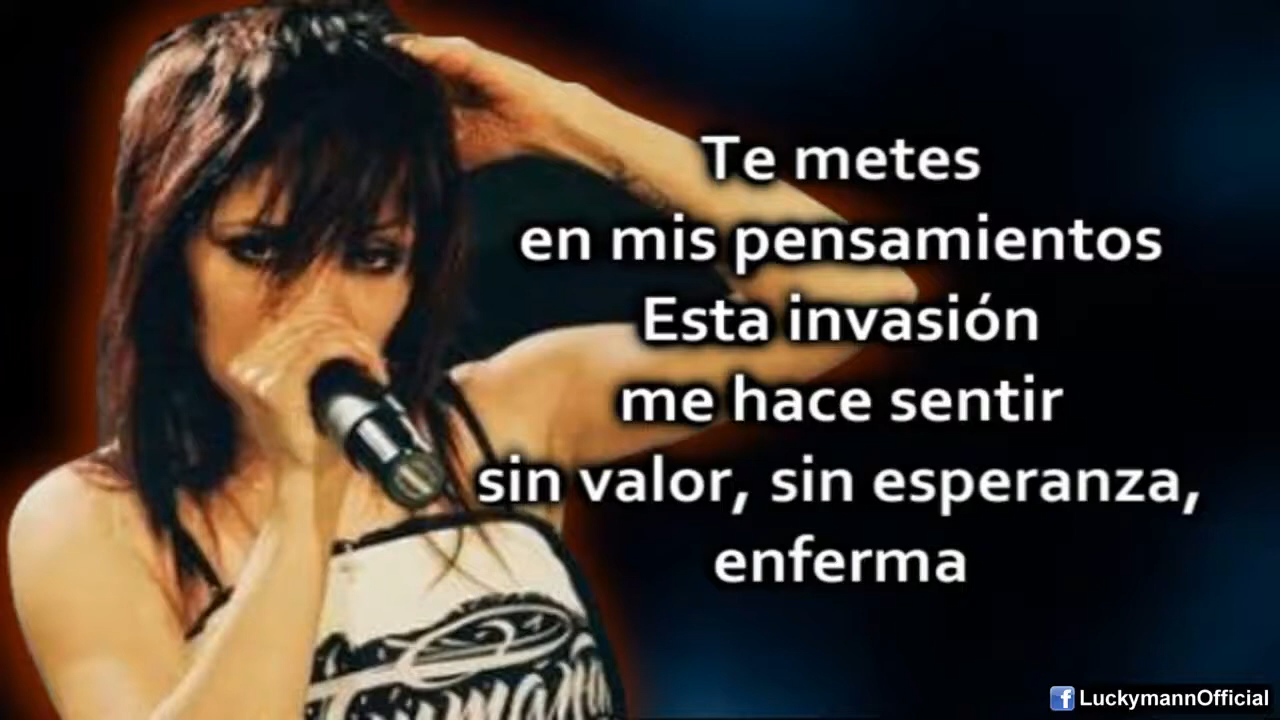 Te metes
en mis pensamientos
Esta invasión
me hace sentir
sin valor, sin esperanza,
enferma
LuckymannOfficial